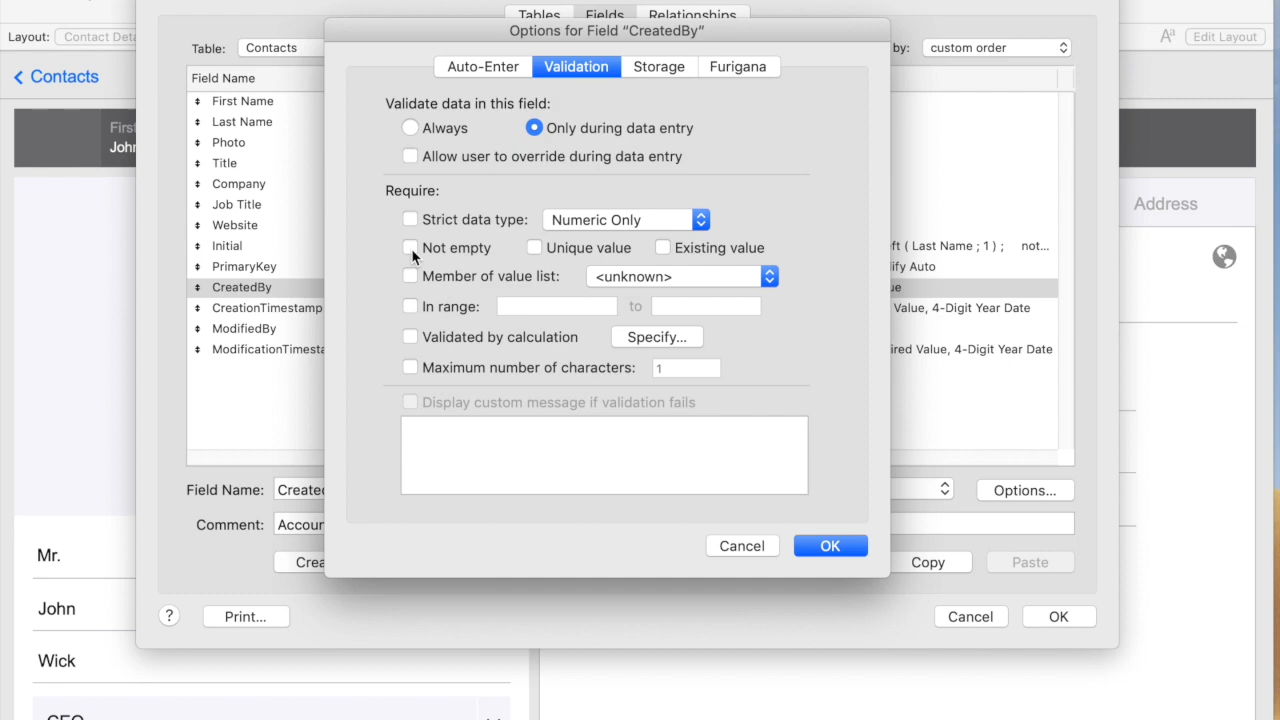 Tables Fields Relationships
Layout: Contact Deta
Aª Edit Layout
Options for Field “CreatedBy”
Table: Contacts
by: custom order
Auto-Enter Validation Storage Furigana
Contacts
Field Name
Validate data in this field:
First Name
Always Only during data entry
Last Name
First
John
Photo
Allow user to override during data entry
Title
Company
Require:
Job Title
Address
Website
Strict data type: Numeric Only
Initial
ft ( Last Name ; 1 ) ; not...
Not empty Unique value Existing value
PrimaryKey
ify Auto
Member of value list: <unknown>
CreatedBy
ue
CreationTimestamp
In range: to
Value, 4-Digit Year Date
ModifiedBy
Validated by calculation Specify...
ModificationTimesta
ired Value, 4-Digit Year Date
Maximum number of characters: 1
Display custom message if validation fails
Field Name: Created
Options...
Comment: Accoun
Cancel OK
Mr.
Crea
Copy Paste
John
? Print...
Cancel OK
Wick
CEO